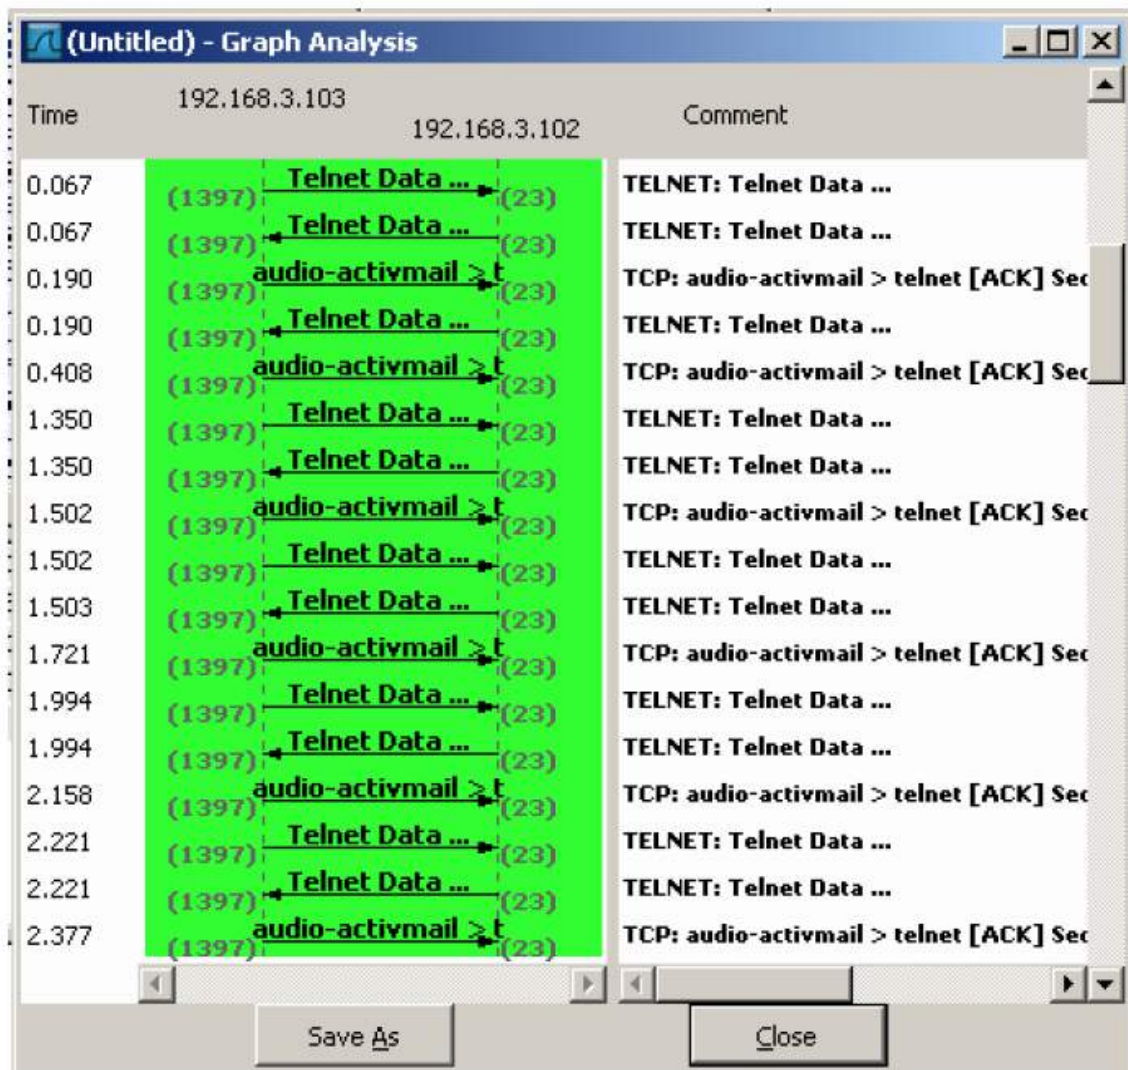 (Untitled) - Graph Analysis
Time 192.168.3.103 192.168.3.102 Comment
0.067 (1397) Telnet Data ... (23) TELNET: Telnet Data ...
0.067 (1397) Telnet Data ... (23) TELNET: Telnet Data ...
0.190 (1397) audio-activmail > t (23) TCP: audio-activmail > telnet [ACK] Sec
0.190 (1397) Telnet Data ... (23) TELNET: Telnet Data ...
0.408 (1397) audio-activmail > t (23) TCP: audio-activmail > telnet [ACK] Sec
1.350 (1397) Telnet Data ... (23) TELNET: Telnet Data ...
1.350 (1397) Telnet Data ... (23) TELNET: Telnet Data ...
1.502 (1397) audio-activmail > t (23) TCP: audio-activmail > telnet [ACK] Sec
1.502 (1397) Telnet Data ... (23) TELNET: Telnet Data ...
1.503 (1397) Telnet Data ... (23) TELNET: Telnet Data ...
1.721 (1397) audio-activmail > t (23) TCP: audio-activmail > telnet [ACK] Sec
1.994 (1397) Telnet Data ... (23) TELNET: Telnet Data ...
1.994 (1397) Telnet Data ... (23) TELNET: Telnet Data ...
2.158 (1397) audio-activmail > t (23) TCP: audio-activmail > telnet [ACK] Sec
2.221 (1397) Telnet Data ... (23) TELNET: Telnet Data ...
2.221 (1397) Telnet Data ... (23) TELNET: Telnet Data ...
2.377 (1397) audio-activmail > t (23) TCP: audio-activmail > telnet [ACK] Sec
Save As Close